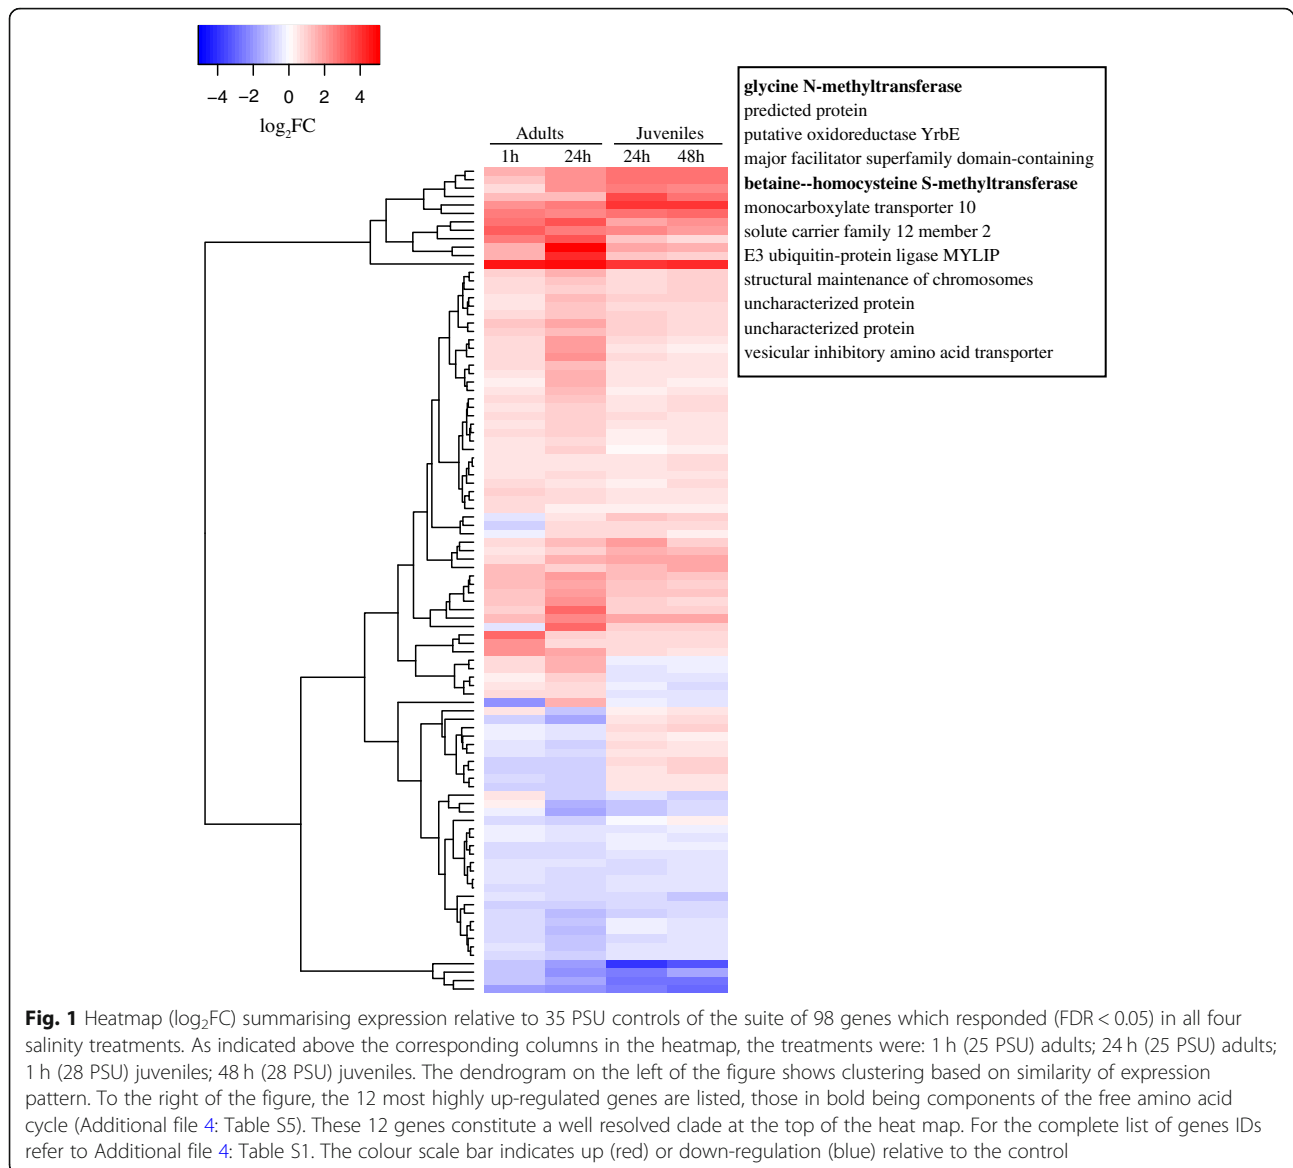 −4 −2 0 2 4
log2FC
Adults Juveniles
1h 24h 24h 48h
glycine N-methyltransferase
predicted protein
putative oxidoreductase YrbE
major facilitator superfamily domain-containing
betaine--homocysteine S-methyltransferase
monocarboxylate transporter 10
solute carrier family 12 member 2
E3 ubiquitin-protein ligase MYLIP
structural maintenance of chromosomes
uncharacterized protein
uncharacterized protein
vesicular inhibitory amino acid transporter
Fig. 1 Heatmap (log2FC) summarising expression relative to 35 PSU controls of the suite of 98 genes which responded (FDR < 0.05) in all four
salinity treatments. As indicated above the corresponding columns in the heatmap, the treatments were: 1 h (25 PSU) adults; 24 h (25 PSU) adults;
1 h (28 PSU) juveniles; 48 h (28 PSU) juveniles. The dendrogram on the left of the figure shows clustering based on similarity of expression
pattern. To the right of the figure, the 12 most highly up-regulated genes are listed, those in bold being components of the free amino acid
cycle (Additional file 4: Table S5). These 12 genes constitute a well resolved clade at the top of the heat map. For the complete list of genes IDs
refer to Additional file 4: Table S1. The colour scale bar indicates up (red) or down-regulation (blue) relative to the control